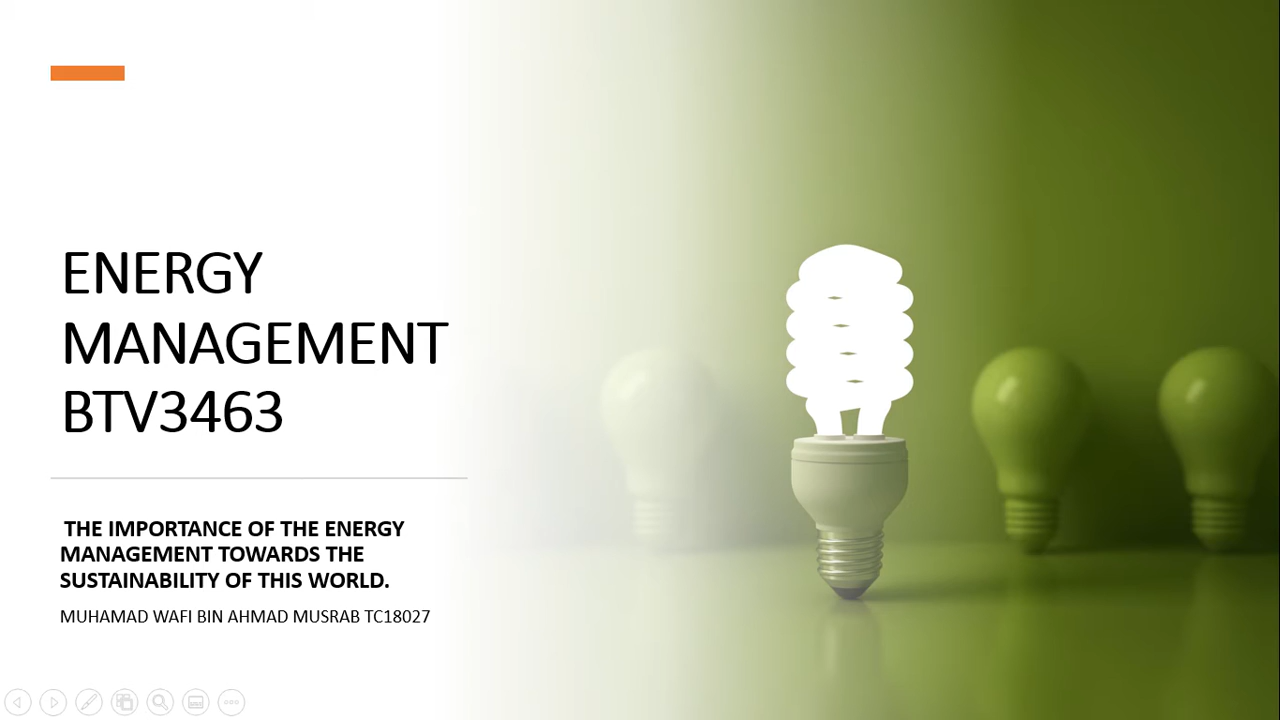 ENERGY
MANAGEMENT
BTV3463
THE IMPORTANCE OF THE ENERGY
MANAGEMENT TOWARDS THE
SUSTAINABILITY OF THIS WORLD.
MUHAMAD WAFI BIN AHMAD MUSRAB TC18027